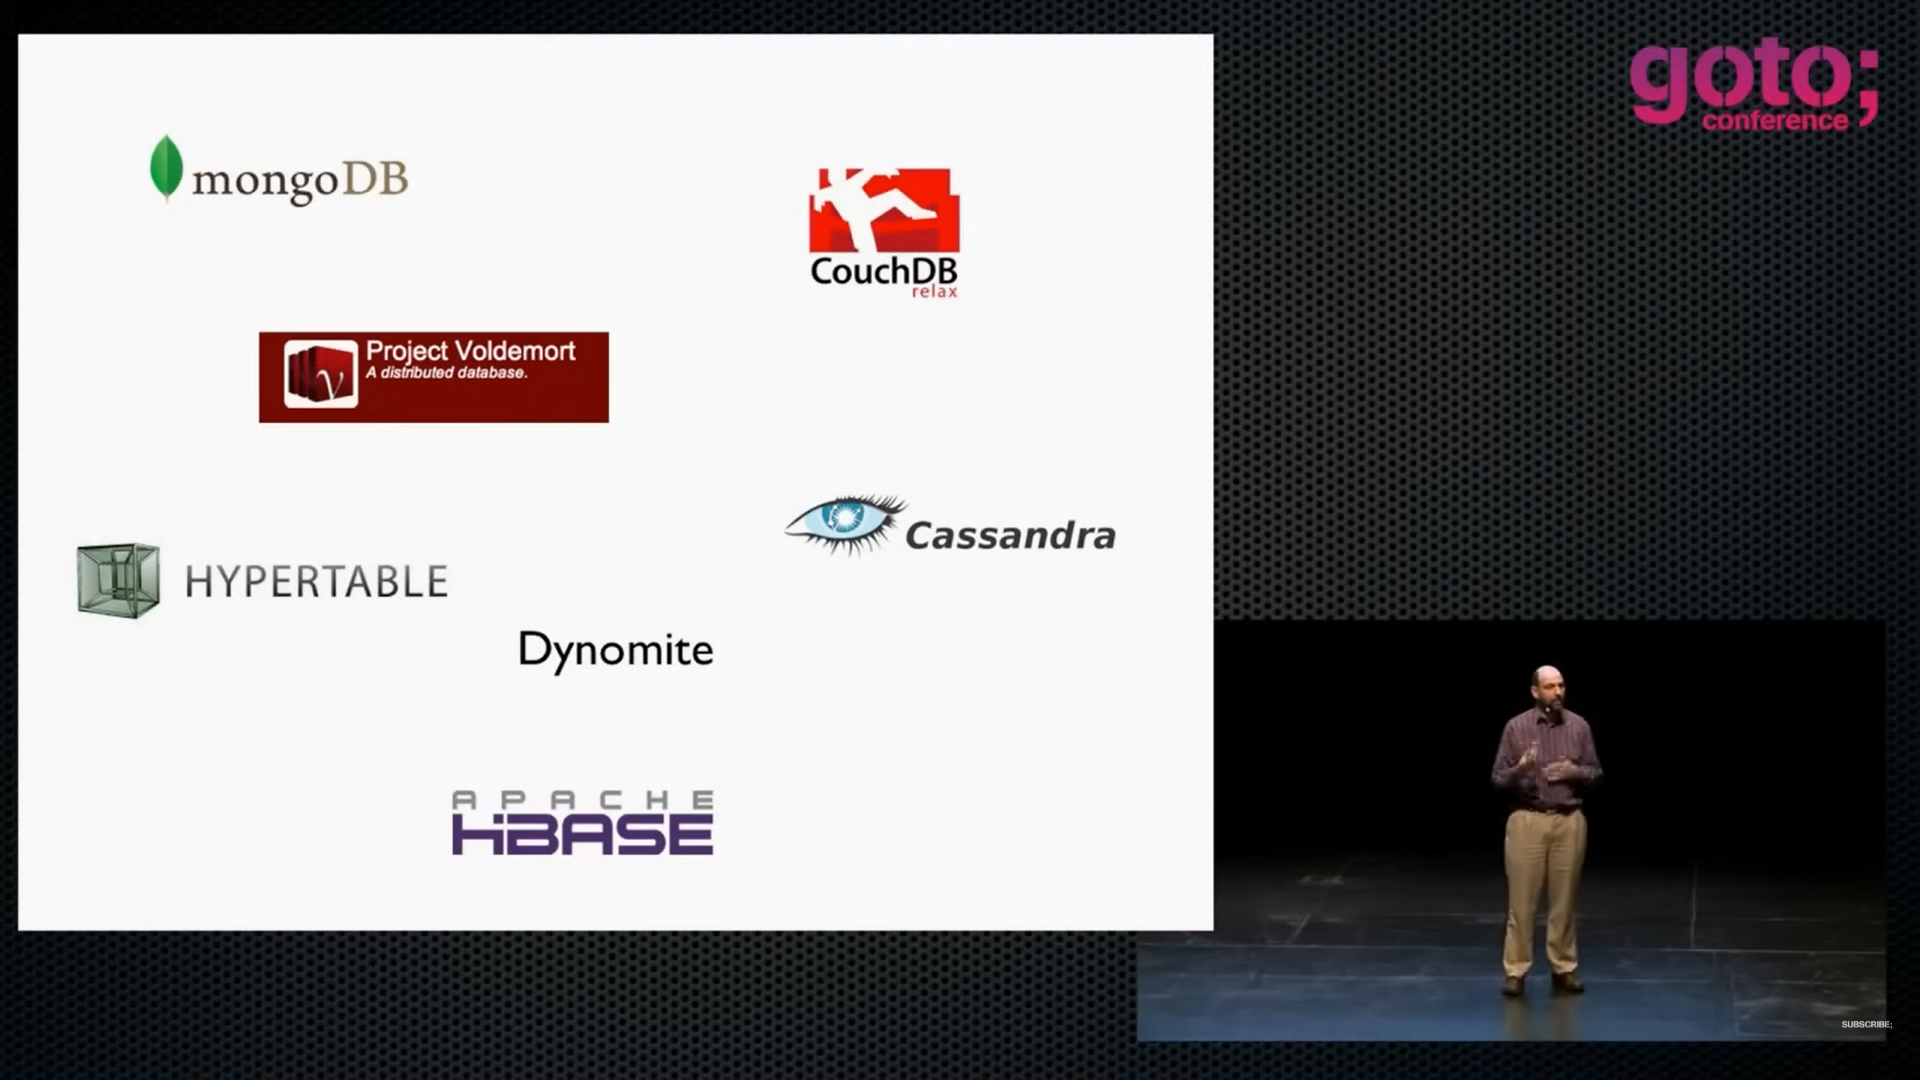 goto;
conference
mongoDB
CouchDB
relax
Project Voldemort
A distributed database.
Cassandra
HYPERTABLE
Dynomite
APACHE
HBASE
SUBSCRIBE;